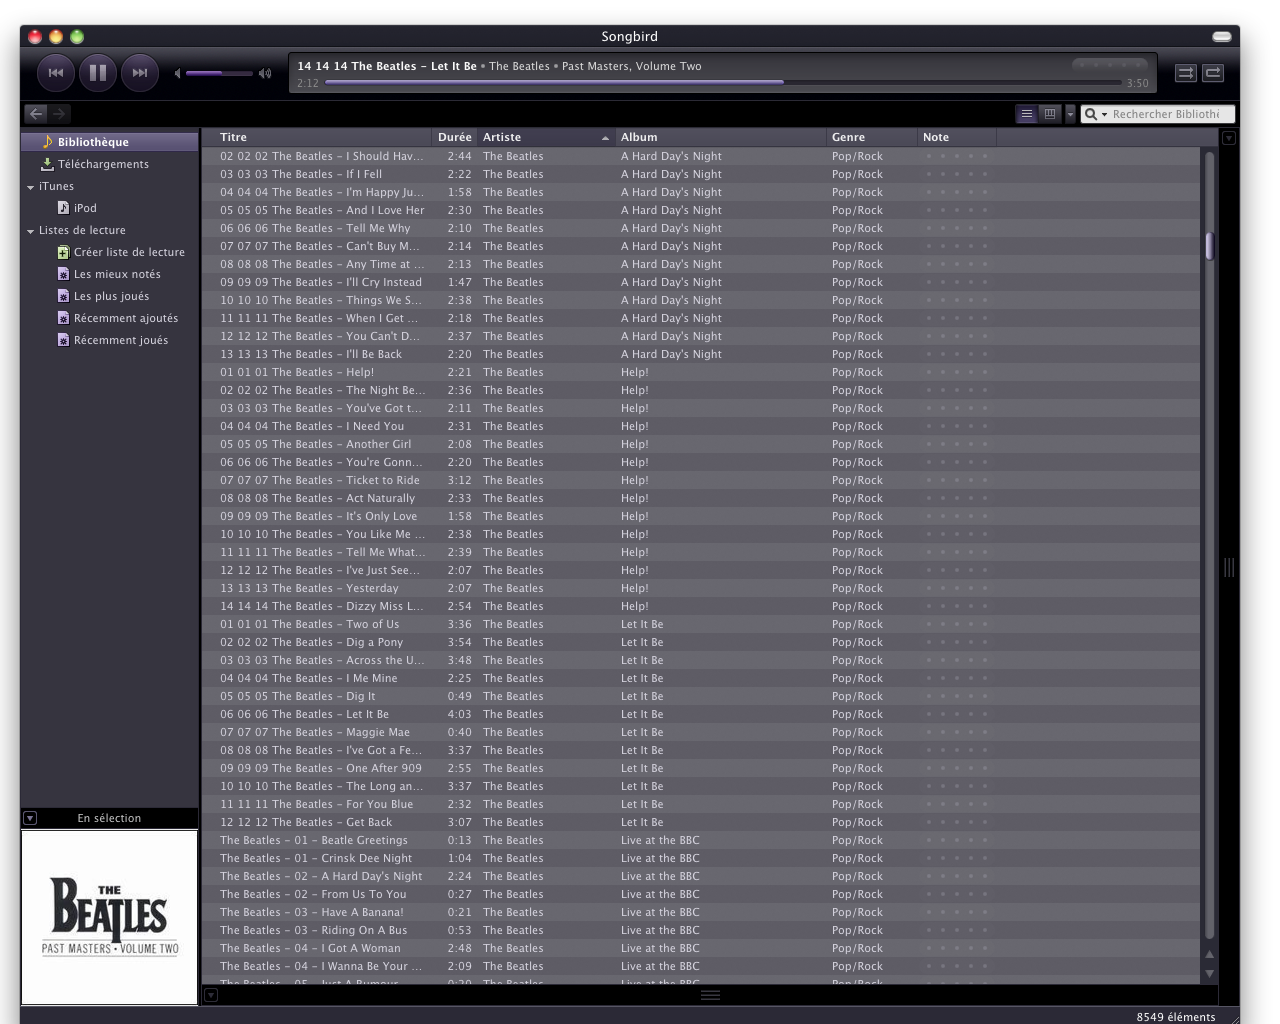 Songbird
14 14 14 The Beatles - Let It Be • The Beatles • Past Masters, Volume Two
2:12 3:50
Rechercher Bibliothè
Bibliothèque
Téléchargements
iTunes
iPod
Listes de lecture
Créer liste de lecture
Les mieux notés
Les plus joués
Récemment ajoutés
Récemment joués
En sélection
THE
BEATLES
PAST MASTERS • VOLUME TWO
Titre Durée Artiste Album Genre Note
02 02 02 The Beatles - I Should Hav... 2:44 The Beatles A Hard Day's Night Pop/Rock
03 03 03 The Beatles - If I Fell 2:22 The Beatles A Hard Day's Night Pop/Rock
04 04 04 The Beatles - I'm Happy Ju... 1:58 The Beatles A Hard Day's Night Pop/Rock
05 05 05 The Beatles - And I Love Her 2:30 The Beatles A Hard Day's Night Pop/Rock
06 06 06 The Beatles - Tell Me Why 2:10 The Beatles A Hard Day's Night Pop/Rock
07 07 07 The Beatles - Can't Buy M... 2:14 The Beatles A Hard Day's Night Pop/Rock
08 08 08 The Beatles - Any Time at ... 2:13 The Beatles A Hard Day's Night Pop/Rock
09 09 09 The Beatles - I'll Cry Instead 1:47 The Beatles A Hard Day's Night Pop/Rock
10 10 10 The Beatles - Things We S... 2:38 The Beatles A Hard Day's Night Pop/Rock
11 11 11 The Beatles - When I Get ... 2:18 The Beatles A Hard Day's Night Pop/Rock
12 12 12 The Beatles - You Can't D... 2:37 The Beatles A Hard Day's Night Pop/Rock
13 13 13 The Beatles - I'll Be Back 2:20 The Beatles A Hard Day's Night Pop/Rock
01 01 01 The Beatles - Help! 2:21 The Beatles Help! Pop/Rock
02 02 02 The Beatles - The Night Be... 2:36 The Beatles Help! Pop/Rock
03 03 03 The Beatles - You've Got t... 2:11 The Beatles Help! Pop/Rock
04 04 04 The Beatles - I Need You 2:31 The Beatles Help! Pop/Rock
05 05 05 The Beatles - Another Girl 2:08 The Beatles Help! Pop/Rock
06 06 06 The Beatles - You're Gonn... 2:20 The Beatles Help! Pop/Rock
07 07 07 The Beatles - Ticket to Ride 3:12 The Beatles Help! Pop/Rock
08 08 08 The Beatles - Act Naturally 2:33 The Beatles Help! Pop/Rock
09 09 09 The Beatles - It's Only Love 1:58 The Beatles Help! Pop/Rock
10 10 10 The Beatles - You Like Me ... 2:38 The Beatles Help! Pop/Rock
11 11 11 The Beatles - Tell Me What... 2:39 The Beatles Help! Pop/Rock
12 12 12 The Beatles - I've Just See... 2:07 The Beatles Help! Pop/Rock
13 13 13 The Beatles - Yesterday 2:07 The Beatles Help! Pop/Rock
14 14 14 The Beatles - Dizzy Miss L... 2:54 The Beatles Help! Pop/Rock
01 01 01 The Beatles - Two of Us 3:36 The Beatles Let It Be Pop/Rock
02 02 02 The Beatles - Dig a Pony 3:54 The Beatles Let It Be Pop/Rock
03 03 03 The Beatles - Across the U... 3:48 The Beatles Let It Be Pop/Rock
04 04 04 The Beatles - I Me Mine 2:25 The Beatles Let It Be Pop/Rock
05 05 05 The Beatles - Dig It 0:49 The Beatles Let It Be Pop/Rock
06 06 06 The Beatles - Let It Be 4:03 The Beatles Let It Be Pop/Rock
07 07 07 The Beatles - Maggie Mae 0:40 The Beatles Let It Be Pop/Rock
08 08 08 The Beatles - I've Got a Fe... 3:37 The Beatles Let It Be Pop/Rock
09 09 09 The Beatles - One After 909 2:55 The Beatles Let It Be Pop/Rock
10 10 10 The Beatles - The Long an... 3:37 The Beatles Let It Be Pop/Rock
11 11 11 The Beatles - For You Blue 2:32 The Beatles Let It Be Pop/Rock
12 12 12 The Beatles - Get Back 3:07 The Beatles Let It Be Pop/Rock
The Beatles - 01 - Beatle Greetings 0:13 The Beatles Live at the BBC Pop/Rock
The Beatles - 01 - Crinsk Dee Night 1:04 The Beatles Live at the BBC Pop/Rock
The Beatles - 02 - A Hard Day's Night 2:24 The Beatles Live at the BBC Pop/Rock
The Beatles - 02 - From Us To You 0:27 The Beatles Live at the BBC Pop/Rock
The Beatles - 03 - Have A Banana! 0:21 The Beatles Live at the BBC Pop/Rock
The Beatles - 03 - Riding On A Bus 0:53 The Beatles Live at the BBC Pop/Rock
The Beatles - 04 - I Got A Woman 2:48 The Beatles Live at the BBC Pop/Rock
The Beatles - 04 - I Wanna Be Your ... 2:09 The Beatles Live at the BBC Pop/Rock
The Beatles - 05 - Just A Rumour 0:20 The Beatles Live at the BBC Pop/Rock
8549 éléments